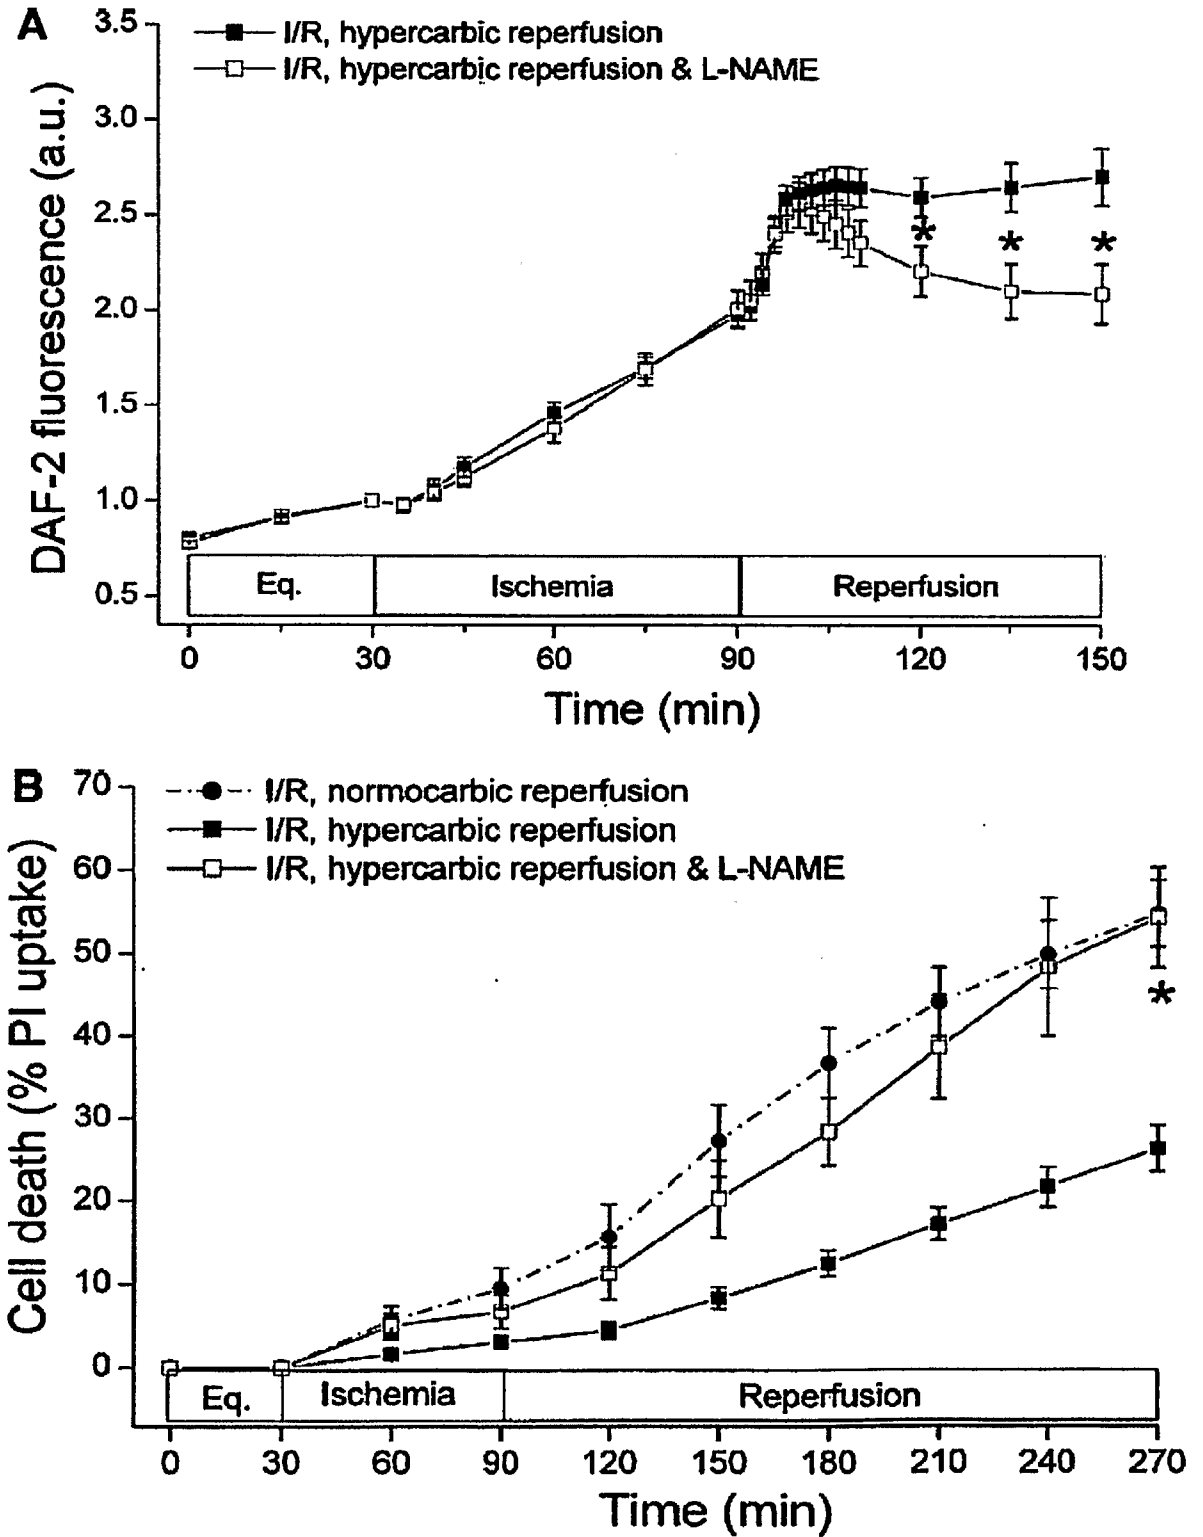 A
3.5
I/R, hypercarbic reperfusion
I/R, hypercarbic reperfusion & L-NAME
3.0
2.5
2.0
1.5
1.0
0.5
DAF-2 fluorescence (a.u.)
* * *
Eq. Ischemia Reperfusion
0 30 60 90 120 150
Time (min)
B
70
I/R, normocarbic reperfusion
I/R, hypercarbic reperfusion
I/R, hypercarbic reperfusion & L-NAME
60
50
40
30
20
10
0
Cell death (% PI uptake)
*
Eq. Ischemia Reperfusion
0 30 60 90 120 150 180 210 240 270
Time (min)